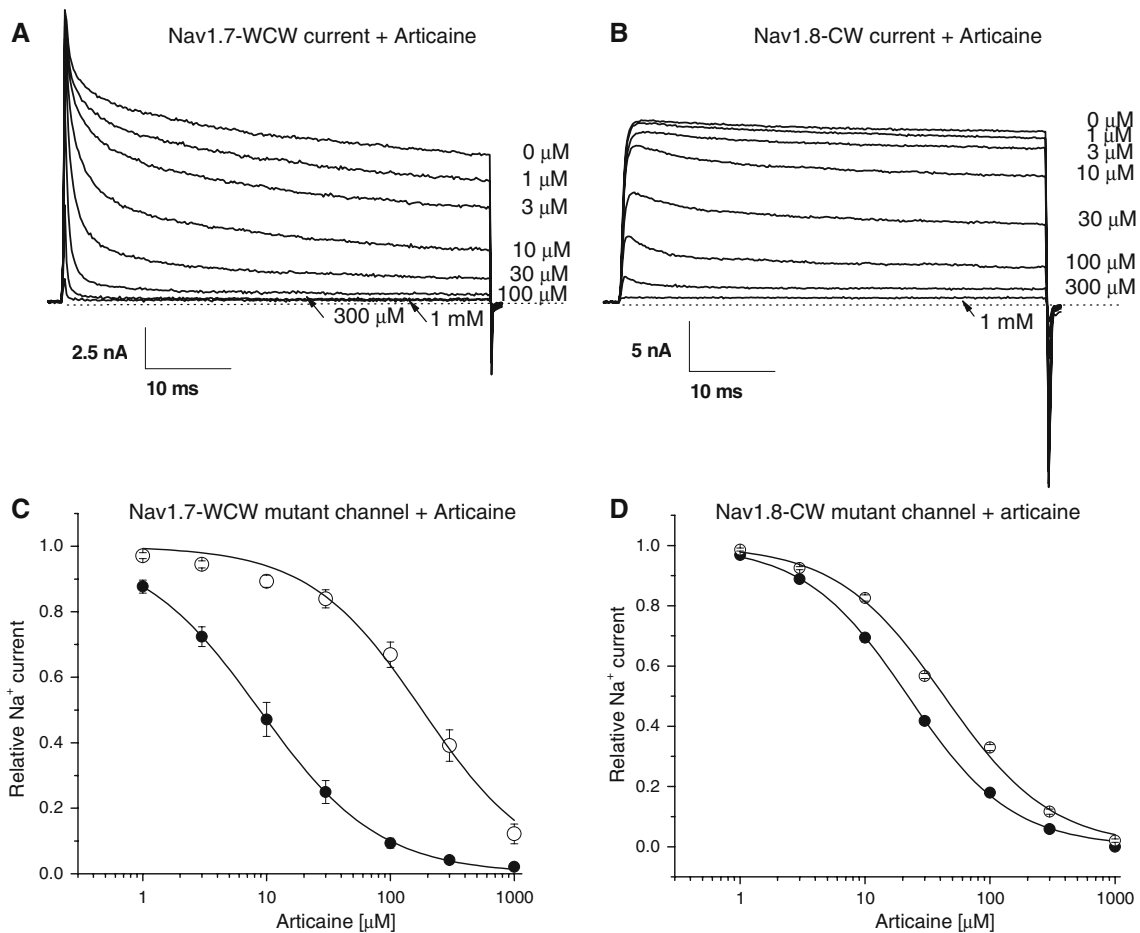 A
Nav1.7-WCW current + Articaine
0 µM
1 µM
3 µM
10 µM
30 µM
100 µM
300 µM
1 mM
2.5 nA
10 ms
B
Nav1.8-CW current + Articaine
0 µM
1 µM
3 µM
10 µM
30 µM
100 µM
300 µM
1 mM
5 nA
10 ms
C
Nav1.7-WCW mutant channel + Articaine
Relative Na⁺ current
1.0
0.8
0.6
0.4
0.2
0.0
1
10
100
1000
Articaine [µM]
D
Nav1.8-CW mutant channel + articaine
Relative Na⁺ current
1.0
0.8
0.6
0.4
0.2
0.0
1
10
100
1000
Articaine [µM]